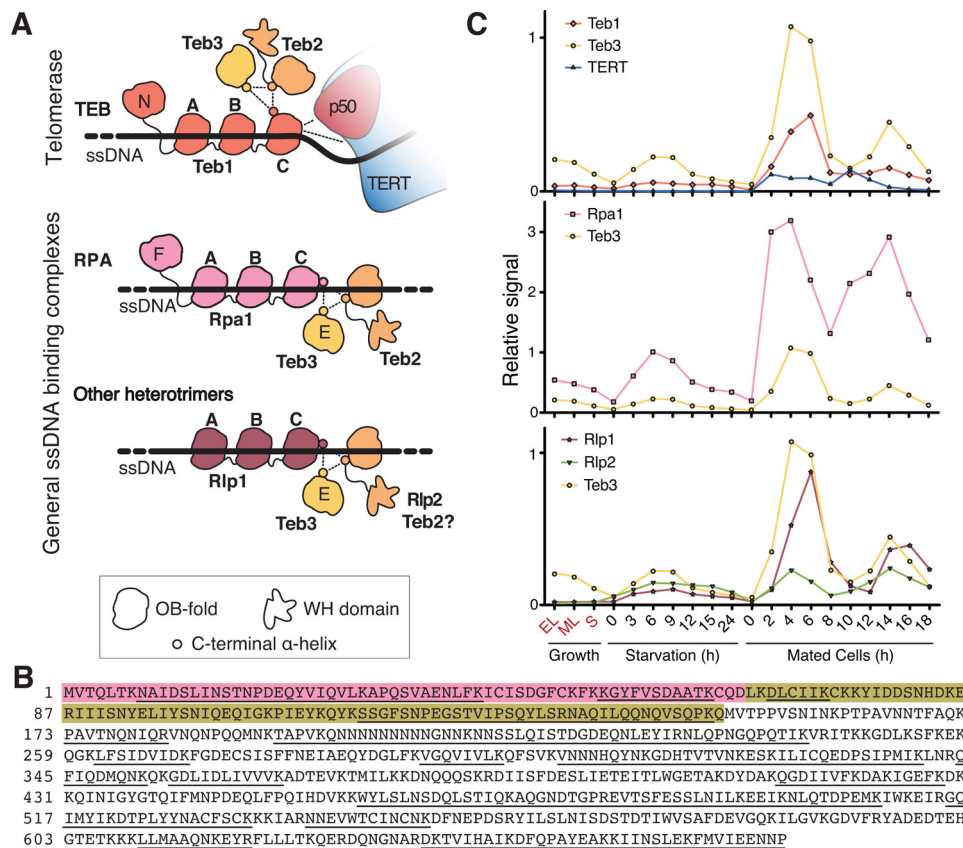 A
Telomerase
Teb3
Teb2
TEB
N
A
B
C
p50
ssDNA
Teb1
TERT
General ssDNA binding complexes
RPA
F
A
B
C
ssDNA
Rpa1
E
Teb3
Teb2
Other heterotrimers
A
B
C
ssDNA
Rlp1
E
Teb3
Rlp2
Teb2?
OB-fold
WH domain
C-terminal α-helix
C
Relative signal
Teb1
Teb3
TERT
1
0
Rpa1
Teb3
3
2
1
0
Rlp1
Rlp2
Teb3
1
0
EL ML S 0 3 6 9 12 15 24 0 2 4 6 8 10 12 14 16 18
Growth Starvation (h) Mated Cells (h)
B
1 MVTQLTKNAIDSLINSTNPDEQYVIQVLKAPQSVAENLFKICISDGFCKFKKGYFVSDAATKCQDLKDLCIIKCKKYIDDSNHDKE
87 RIIISNYELIYSNIQEQIGKPIEYKQYKSSGFSNPEGSTVIPSQYLSRNAQILQQNQVSQPKQMVTPPVSNINKPTPAVNNTFAQK
173 PAVTNQNIQRVNQNPQQMNKTAPVKQNNNNNNNNNNGNNKNNSSLQISTDGDEQNLEYIRNLQPNGQPQTIKVRITKKGDLKSFKEK
259 QGKLFSIDVIDKFGDECSISFFNEIAEQYDGLFKVGQVIVLKQFSVKVNNNHQYNKGDHTVTVNKESKILICQEDPSIPMIKLNRQ
345 FIQDMQNKQKGDLIDLIVVVKADTEVKTMILKKDNQQQSKRDIISFDESLIETEITLWGETAKDYDAKQGDIIVFKDAKIGEFKDK
431 KQINIGYGTQIFMNPDEQLFPQIHDVKKWYLSLNSDQLSTIQKAQGNDTGPREVTSFESSLNILKEEIKNLQTDPEMKIWKEIRGQ
517 IMYIKDTPLYYNACFSCKKKIARNNEVWTCINCNKDFNEPDSRYILSLNISDSTDTIWVSAFDEVGQKILGVKGDVFRYADEDTEH
603 GTETKKKLLMAAQNKEYRFLLLTKQERDQNGNARDKTVIHAIKDFQPAYEAKKIINSLEKFMVIEENNP